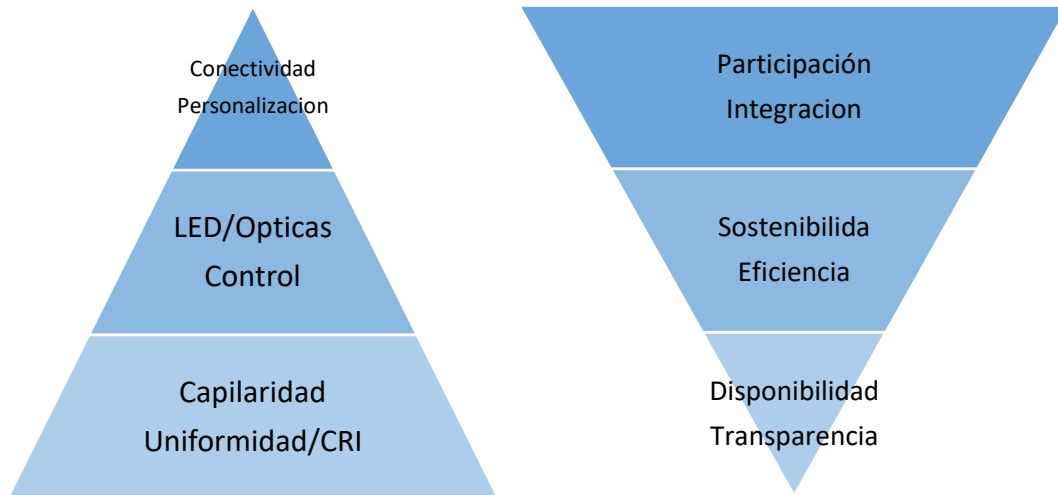 Conectividad
Personalizacion
LED/Opticas
Control
Capilaridad
Uniformidad/CRI
Participación
Integracion
Sostenibilida
Eficiencia
Disponibilidad
Transparencia